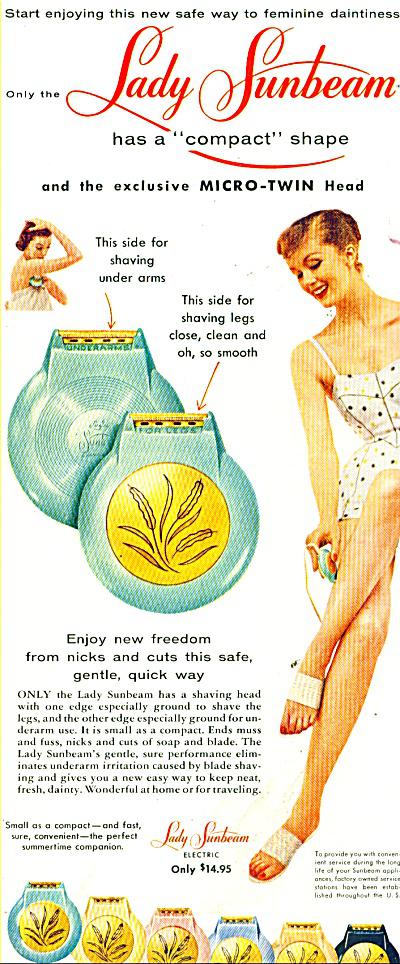 Start enjoying this new safe way to feminine daintiness
Only the Lady Sunbeam
has a "compact" shape
and the exclusive MICRO-TWIN Head
This side for
shaving
under arms
This side for
shaving legs
close, clean and
oh, so smooth
UNDERARMS
FOR LEGS
Enjoy new freedom
from nicks and cuts this safe,
gentle, quick way
ONLY the Lady Sunbeam has a shaving head
with one edge especially ground to shave the
legs, and the other edge especially ground for un-
derarm use. It is small as a compact. Ends muss
and fuss, nicks and cuts of soap and blade. The
Lady Sunbeam's gentle, sure performance elim-
inates underarm irritation caused by blade shav-
ing and gives you a new easy way to keep neat,
fresh, dainty. Wonderful at home or for traveling.
Small as a compact—and fast,
sure, convenient—the perfect
summertime companion.
Lady Sunbeam
ELECTRIC
Only $14.95
To provide you with conven-
ient service during the long
life of your Sunbeam appli-
ances, factory owned service
stations have been estab-
lished throughout the U. S.